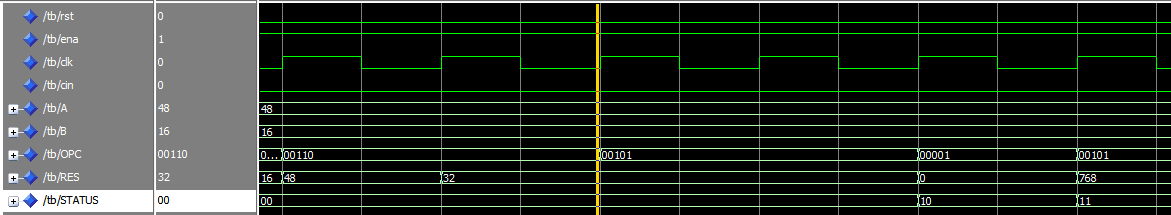 /tb/rst 0
/tb/ena 1
/tb/clk 0
/tb/cin 0
/tb/A 48 48
/tb/B 16 16
/tb/OPC 00110 0... 00110 00101 00001 00101
/tb/RES 32 16 48 32 0 768
/tb/STATUS 00 00 10 11